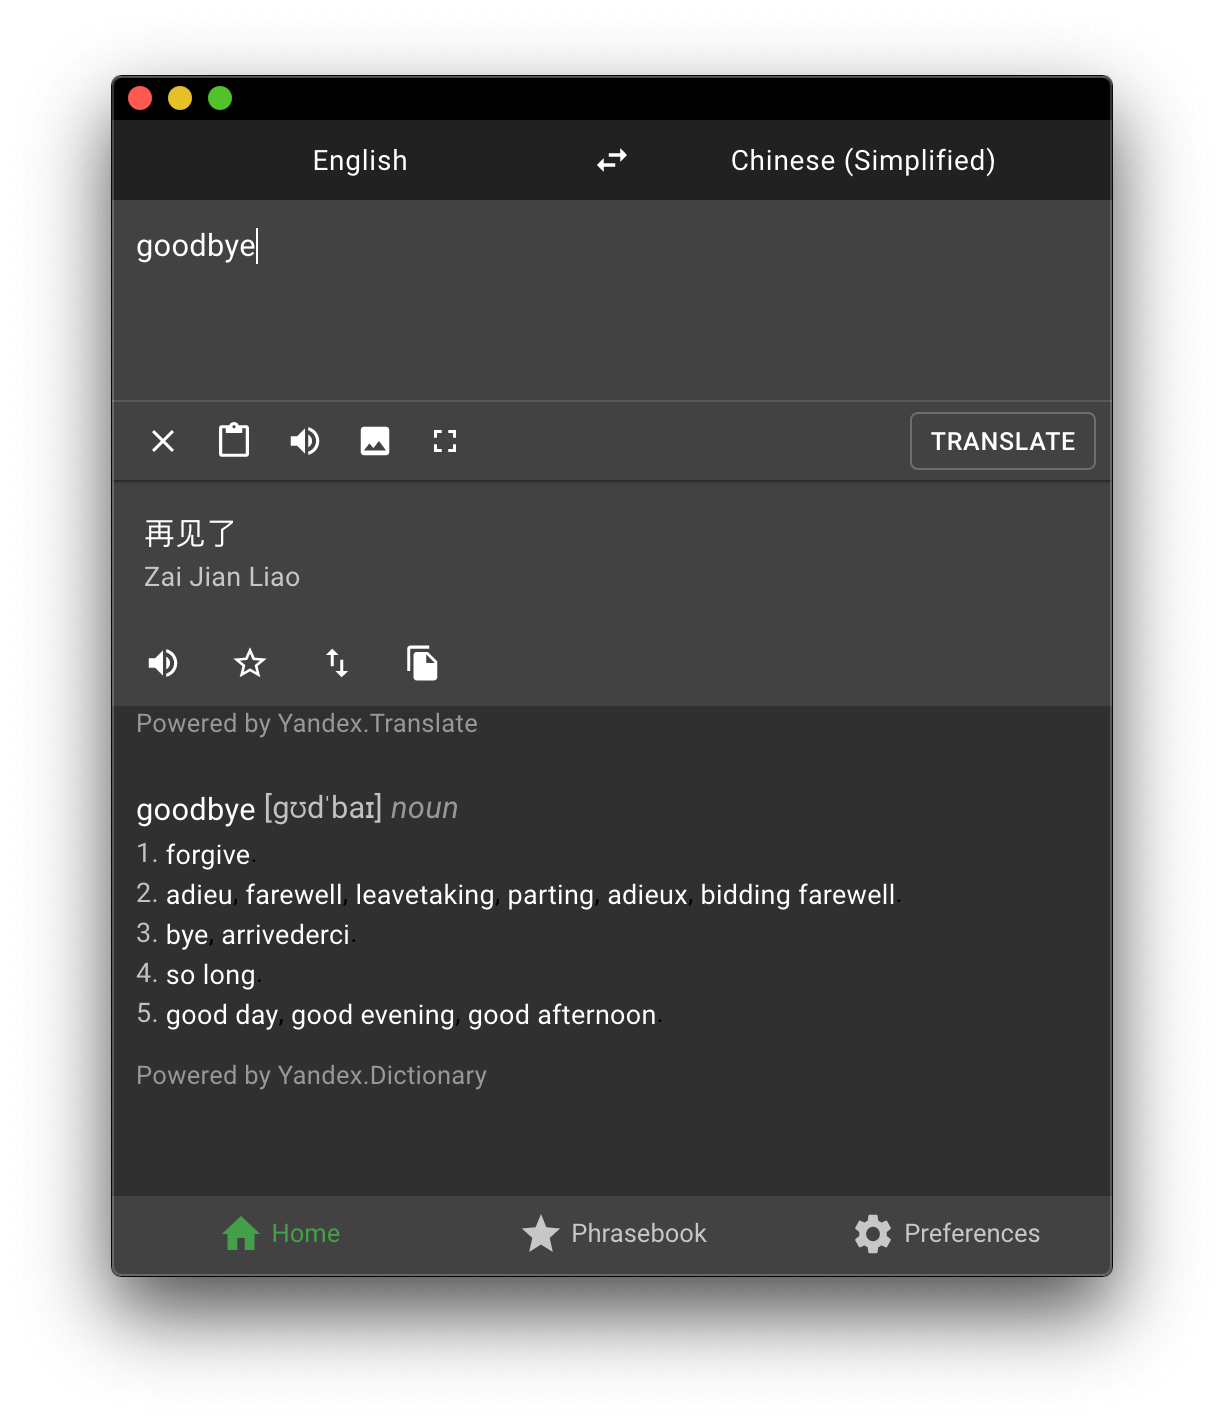 English Chinese (Simplified)
goodbye
TRANSLATE
再见了
Zai Jian Liao
Powered by Yandex.Translate
goodbye [gʊdˈbaɪ] noun
1. forgive.
2. adieu, farewell, leavetaking, parting, adieux, bidding farewell.
3. bye, arrivederci.
4. so long.
5. good day, good evening, good afternoon.
Powered by Yandex.Dictionary
Home Phrasebook Preferences